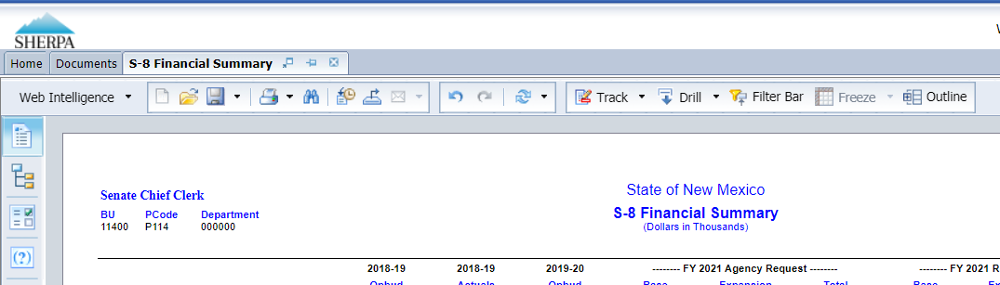 SHERPA
Home Documents S-8 Financial Summary
Web Intelligence Track Drill Filter Bar Freeze Outline
Senate Chief Clerk
State of New Mexico
BU PCode Department
S-8 Financial Summary
11400 P114 000000
(Dollars in Thousands)
2018-19 2018-19 2019-20 -------- FY 2021 Agency Request -------- -------- FY 2021 R
Opbud Actuals Opbud Base Expansion Total Base